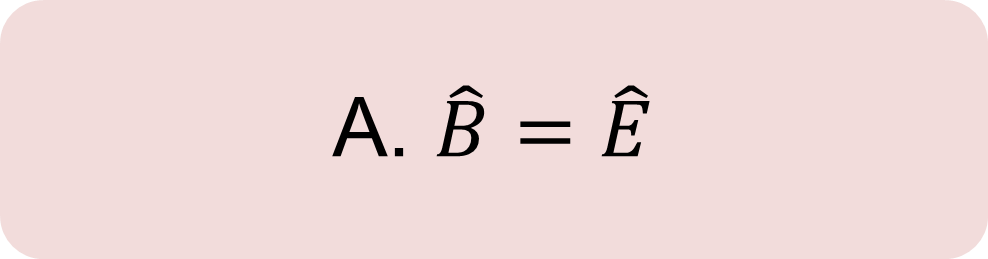 A. B̂ = Ê